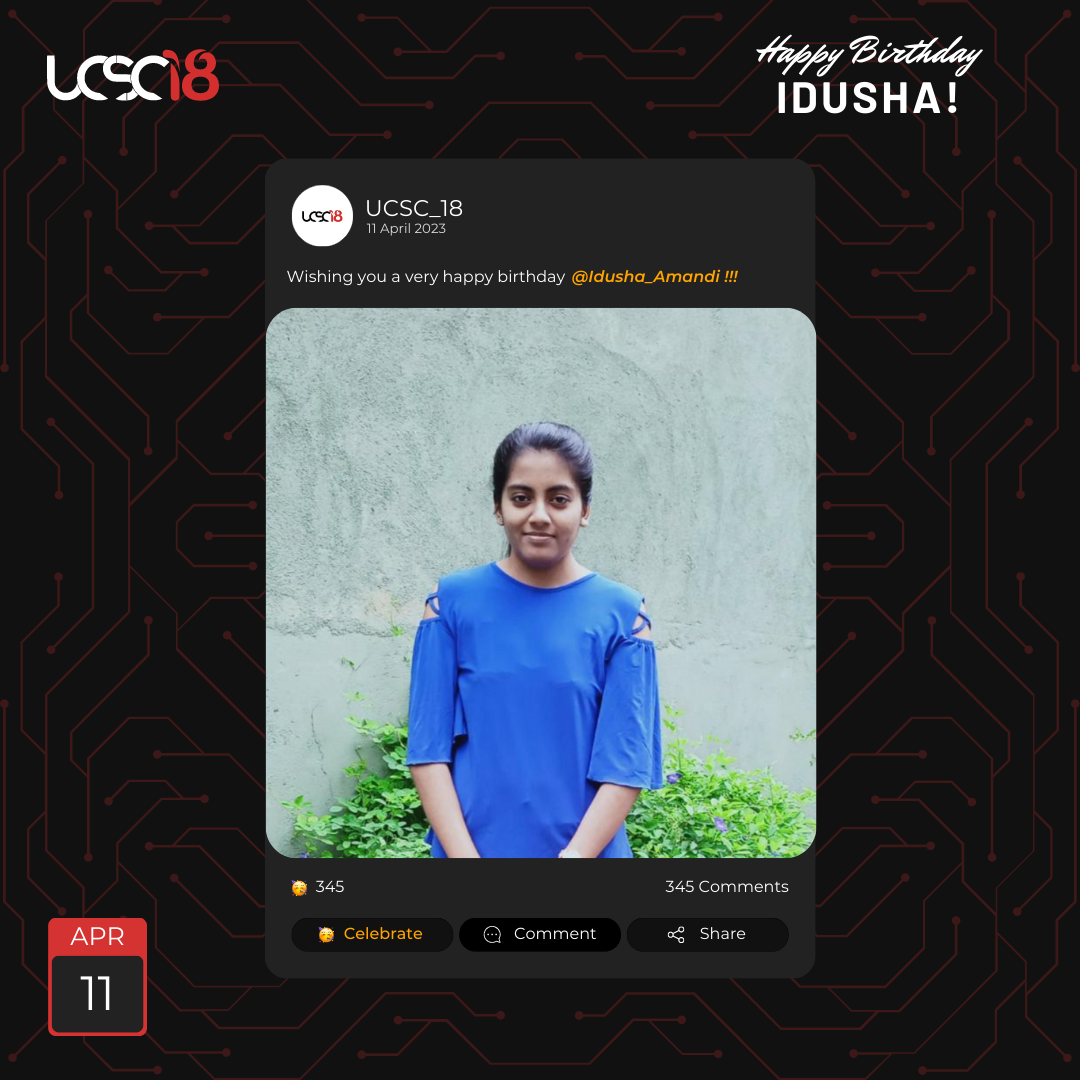 UCSC18
Happy Birthday
IDUSHA!
UCSC18
UCSC_18
11 April 2023
Wishing you a very happy birthday @Idusha_Amandi !!!
345
345 Comments
Celebrate
Comment
Share
APR
11